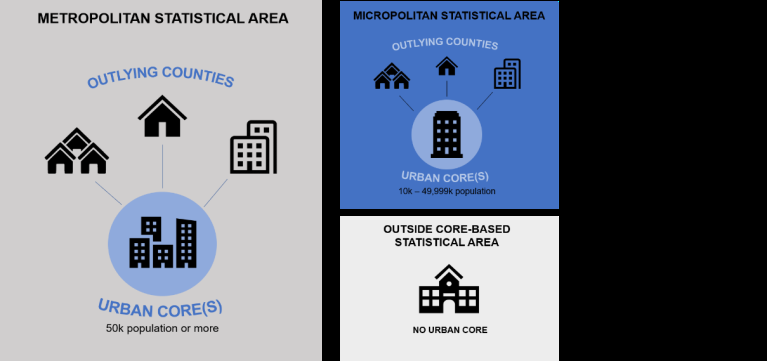 METROPOLITAN STATISTICAL AREA
OUTLYING COUNTIES
URBAN CORE(S)
50k population or more
MICROPOLITAN STATISTICAL AREA
OUTLYING COUNTIES
URBAN CORE(S)
10k – 49,999k population
OUTSIDE CORE-BASED
STATISTICAL AREA
NO URBAN CORE